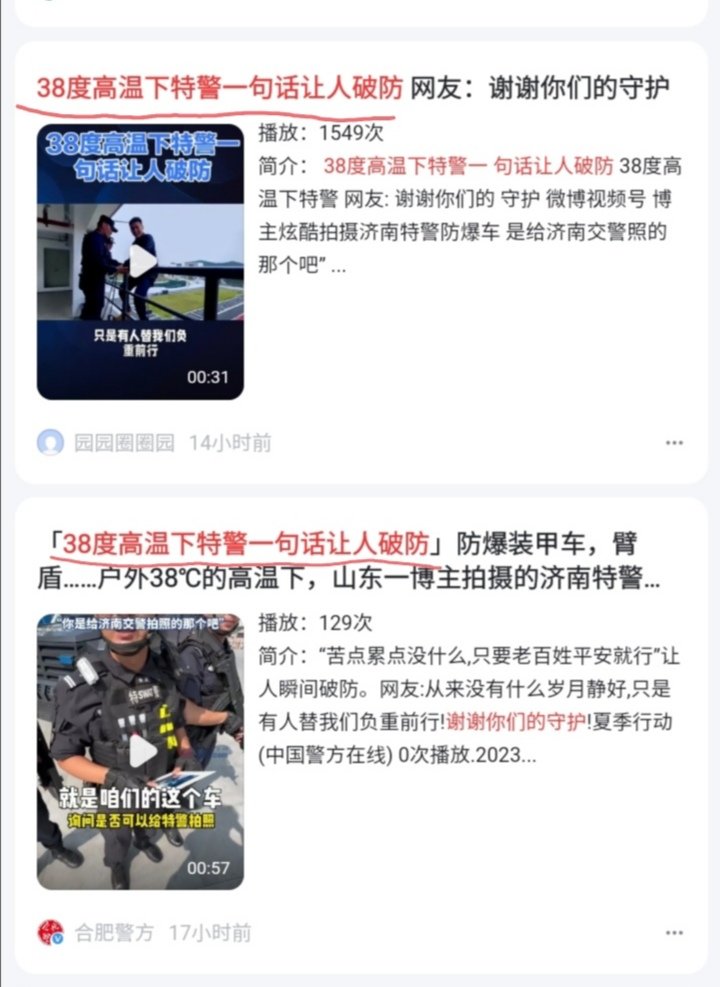 38度高温下特警一句话让人破防 网友：谢谢你们的守护
38度高温下特警一
句话让人破防
只是有人替我们负
重前行
00:31
播放：1549次
简介： 38度高温下特警一 句话让人破防 38度高
温下特警 网友: 谢谢你们的 守护 微博视频号 博
主炫酷拍摄济南特警防爆车 是给济南交警照的
那个吧” ...
园园圈圈园 14小时前
「38度高温下特警一句话让人破防」防爆装甲车，臂
盾……户外38℃的高温下，山东一博主拍摄的济南特警...
“你是给济南交警拍照的那个吧”
特SWAT警
就是咱们的这个车
询问是否可以给特警拍照
00:57
播放：129次
简介：“苦点累点没什么,只要老百姓平安就行”让
人瞬间破防。网友:从来没有什么岁月静好,只是
有人替我们负重前行!谢谢你们的守护!夏季行动
(中国警方在线) 0次播放.2023...
合肥警方 17小时前